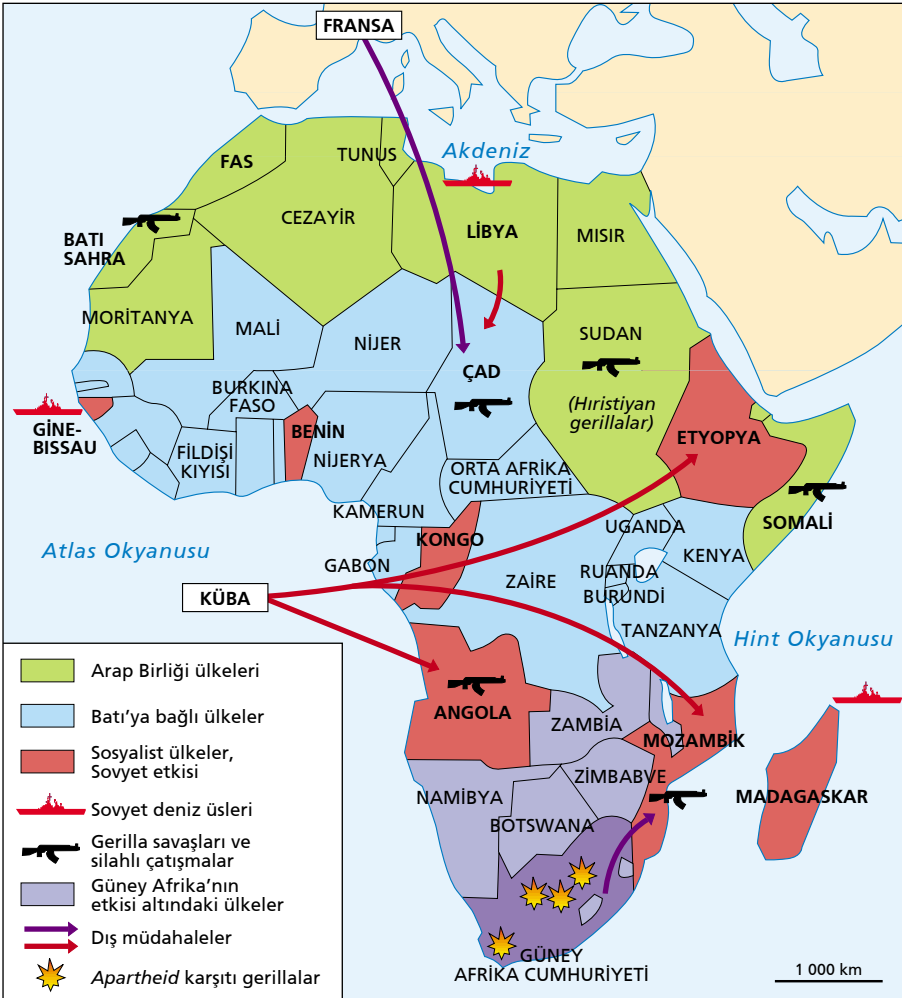 FRANSA
Akdeniz
FAS
TUNUS
CEZAYİR
LİBYA
MISIR
BATI
SAHRA
MORİTANYA
MALİ
NİJER
ÇAD
SUDAN
(Hıristiyan
gerillalar)
BURKINA
FASO
GİNE-
BISSAU
FİLDİŞİ
KIYISI
BENİN
NİJERYA
ETYOPYA
ORTA AFRİKA
CUMHURİYETİ
KAMERUN
SOMALİ
UGANDA
KENYA
Atlas Okyanusu
KONGO
GABON
ZAİRE
RUANDA
BURUNDİ
KÜBA
TANZANYA
Hint Okyanusu
ANGOLA
ZAMBİA
MOZAMBİK
ZİMBABVE
NAMİBYA
BOTSWANA
MADAGASKAR
GÜNEY
AFRİKA CUMHURİYETİ
1 000 km
Arap Birliği ülkeleri
Batı'ya bağlı ülkeler
Sosyalist ülkeler,
Sovyet etkisi
Sovyet deniz üsleri
Gerilla savaşları ve
silahlı çatışmalar
Güney Afrika'nın
etkisi altındaki ülkeler
Dış müdahaleler
Apartheid karşıtı gerillalar